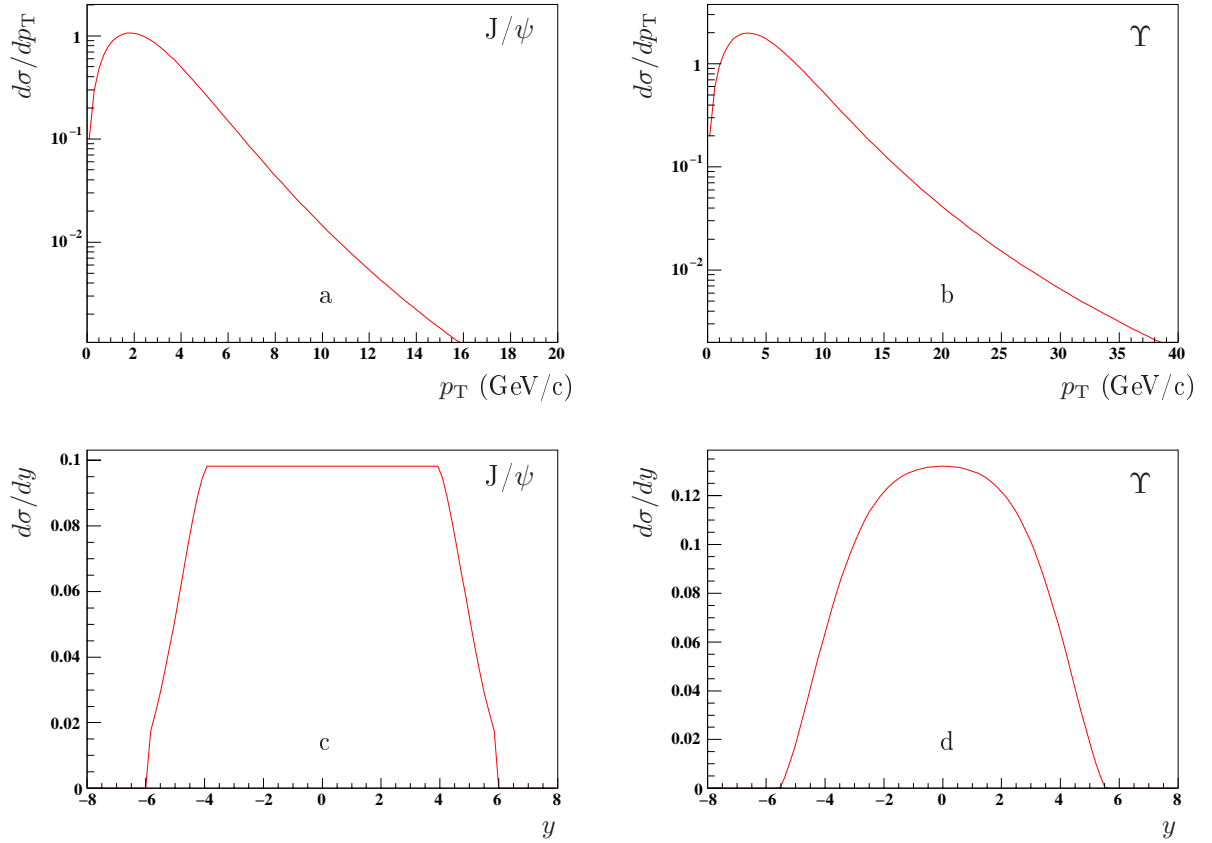 dσ/dp_T
J/ψ
1
10⁻¹
10⁻²
a
0 2 4 6 8 10 12 14 16 18 20
p_T (GeV/c)
dσ/dp_T
ϒ
1
10⁻¹
10⁻²
b
0 5 10 15 20 25 30 35 40
p_T (GeV/c)
dσ/dy
J/ψ
0.1
0.08
0.06
0.04
0.02
0
c
−8 −6 −4 −2 0 2 4 6 8
y
dσ/dy
ϒ
0.12
0.1
0.08
0.06
0.04
0.02
0
d
−8 −6 −4 −2 0 2 4 6 8
y